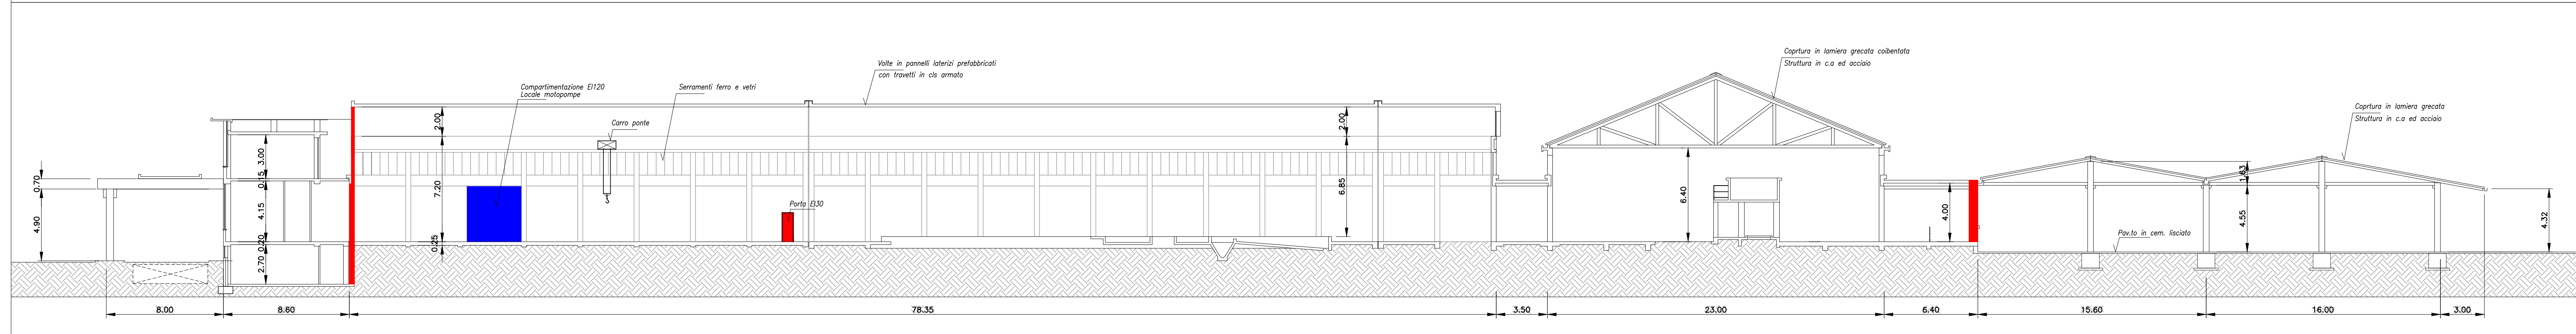 Coprtura in lamiera grecata coibentata
Struttura in c.a ed acciaio
Volte in pannelli laterizi prefabbricati
con travetti in cls armato
Compartimentazione EI120
Locale motopompe
Serramenti ferro e vetri
Coprtura in lamiera grecata
Struttura in c.a ed acciaio
Carro ponte
2.00
2.00
3.00
0.15
0.70
7.20
6.85
6.40
1.63
4.15
4.90
Porta EI30
4.00
4.55
4.32
Pav.to in cem. lisciato
0.20
0.25
2.70
8.00
8.60
78.35
3.50
23.00
6.40
15.60
16.00
3.00